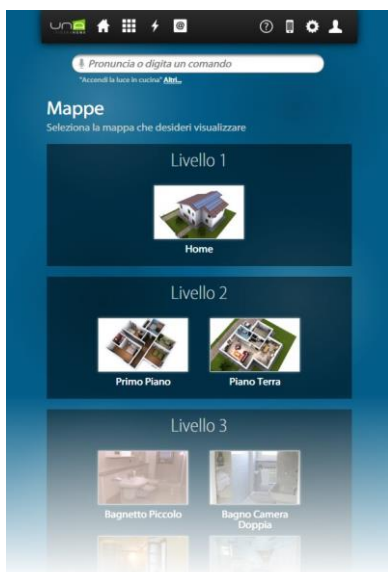 una
Pronuncia o digita un comando
"Accendi la luce in cucina" Altri...
Mappe
Seleziona la mappa che desideri visualizzare
Livello 1
Home
Livello 2
Primo Piano
Piano Terra
Livello 3
Bagnetto Piccolo
Bagno Camera
Doppia